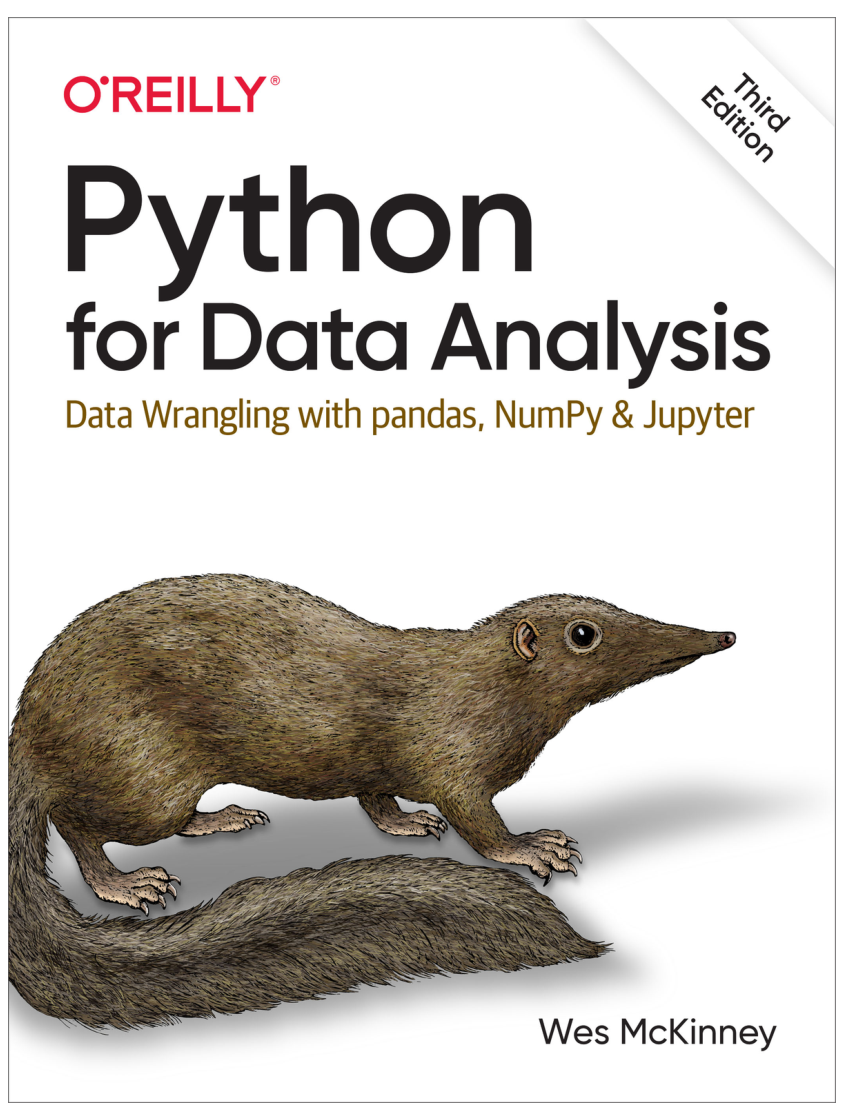 O'REILLY®
Third
Edition
Python
for Data Analysis
Data Wrangling with pandas, NumPy & Jupyter
Wes McKinney